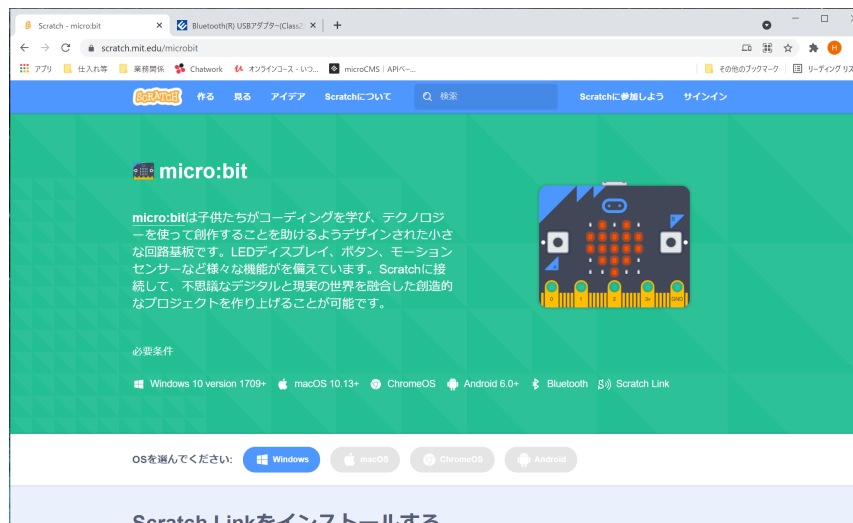 Scratch - micro:bit
Bluetooth(R) USBアダプター(Class2
scratch.mit.edu/microbit
H
アプリ 仕入れ等 業務関係 Chatwork オンラインコース - いつ... microCMS | APIベー... その他のブックマーク リーディング リス
SCRATCH 作る 見る アイデア Scratchについて 検索 Scratchに参加しよう サインイン
micro:bit
micro:bitは子供たちがコーディングを学び、テクノロジ
ーを使って創作することを助けるようデザインされた小さ
な回路基板です。LEDディスプレイ、ボタン、モーション
センサーなど様々な機能がを備えています。Scratchに接
続して、不思議なデジタルと現実の世界を融合した創造的
なプロジェクトを作り上げることが可能です。
0 1 2 3v GND
必要条件
Windows 10 version 1709+ macOS 10.13+ ChromeOS Android 6.0+ Bluetooth Scratch Link
OSを選んでください: Windows macOS ChromeOS Android
Scratch Linkをインストールする